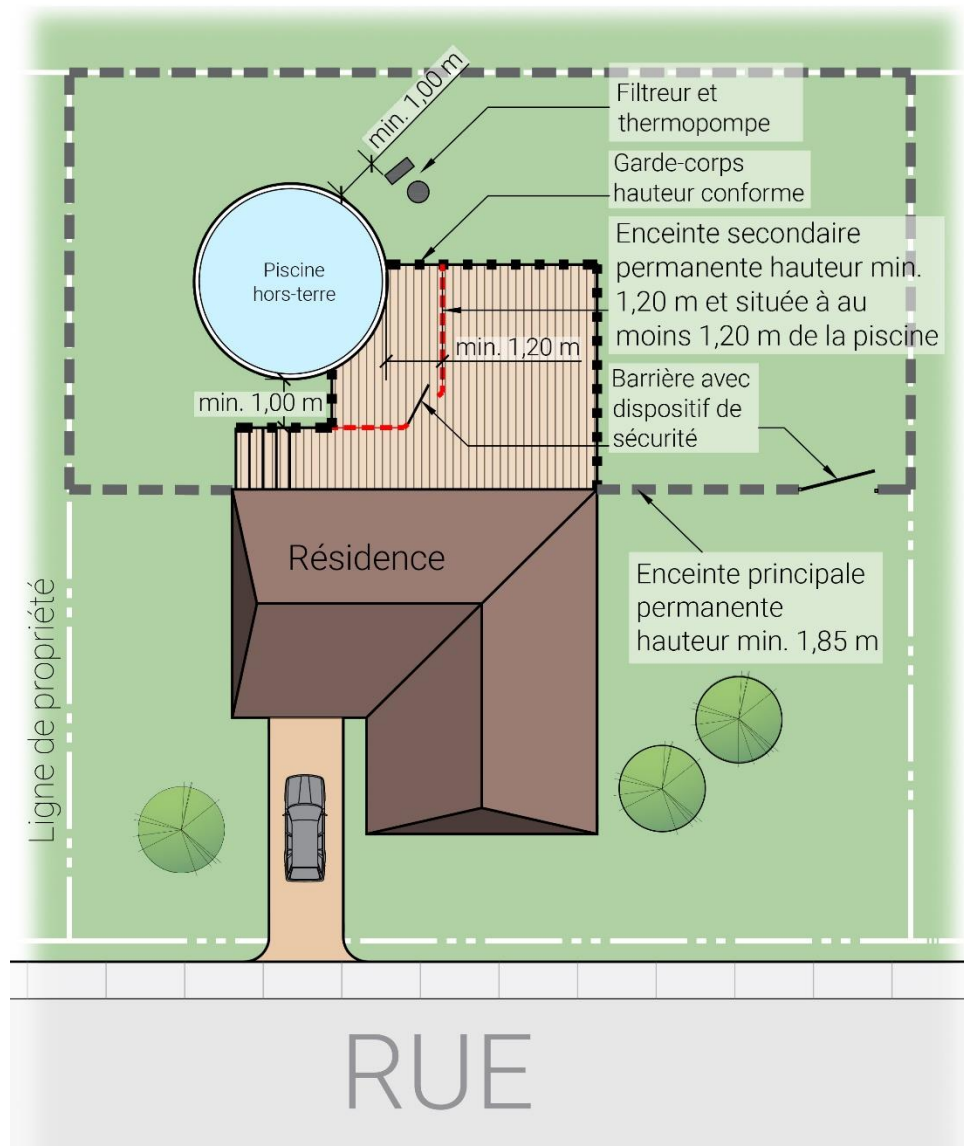 min. 1,00 m
Filtreur et
thermopompe
Garde-corps
hauteur conforme
Enceinte secondaire
permanente hauteur min.
1,20 m et située à au
moins 1,20 m de la piscine
Piscine
hors-terre
min. 1,20 m
Barrière avec
dispositif de
sécurité
min. 1,00 m
Résidence
Enceinte principale
permanente
hauteur min. 1,85 m
Ligne de propriété
RUE